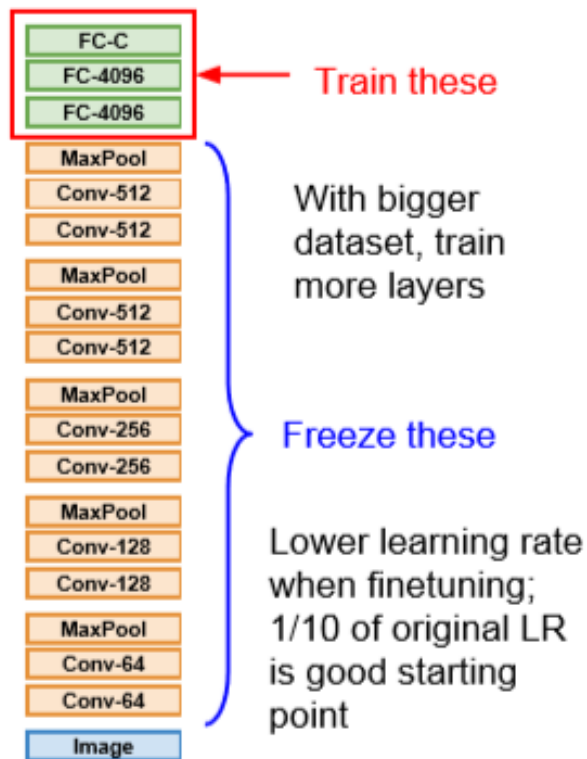 FC-C
FC-4096
FC-4096
Train these
MaxPool
Conv-512
Conv-512
MaxPool
Conv-512
Conv-512
MaxPool
Conv-256
Conv-256
MaxPool
Conv-128
Conv-128
MaxPool
Conv-64
Conv-64
Image
With bigger
dataset, train
more layers
Freeze these
Lower learning rate
when finetuning;
1/10 of original LR
is good starting
point